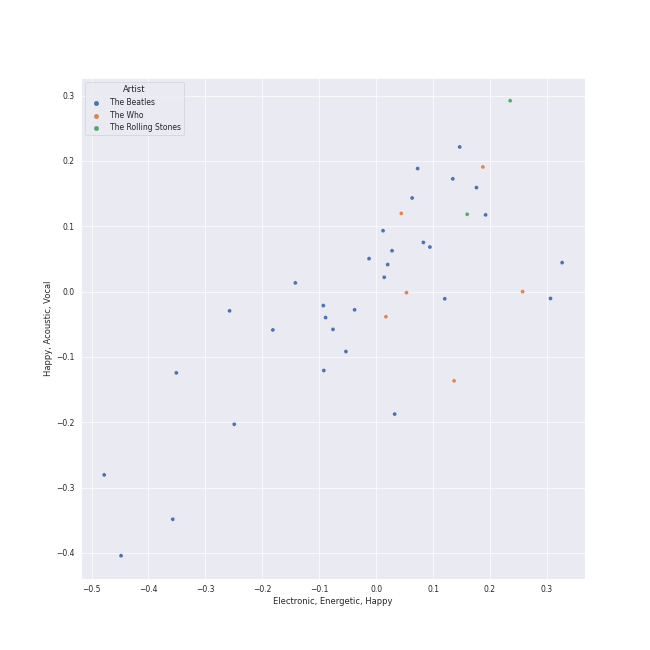 Artist
The Beatles
The Who
The Rolling Stones
0.3
0.2
0.1
0.0
−0.1
−0.2
−0.3
−0.4
Happy, Acoustic, Vocal
−0.5 −0.4 −0.3 −0.2 −0.1 0.0 0.1 0.2 0.3
Electronic, Energetic, Happy